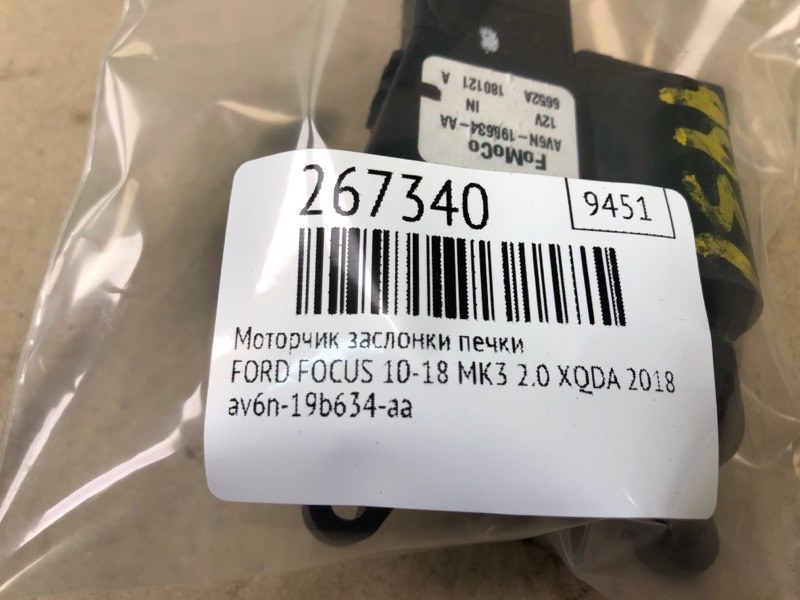 267340
9451
Моторчик заслонки печки
FORD FOCUS 10-18 MK3 2.0 XQDA 2018
av6n-19b634-aa
FoMoCo
AV6N-19B634-AA
12V IN
6652A 180121 A